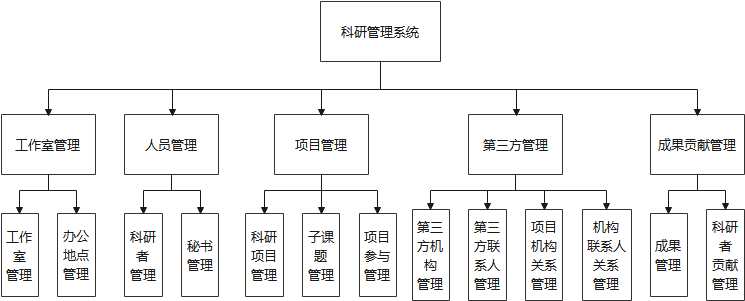 科研管理系统
工作室管理
人员管理
项目管理
第三方管理
成果贡献管理
工作
室
管理
办公
地点
管理
科研
者
管理
秘书
管理
科研
项目
管理
子课
题
管理
项目
参与
管理
第三
方机
构
管理
第三
方联
系人
管理
项目
机构
关系
管理
机构
联系人
关系
管理
成果
管理
科研
者
贡献
管理